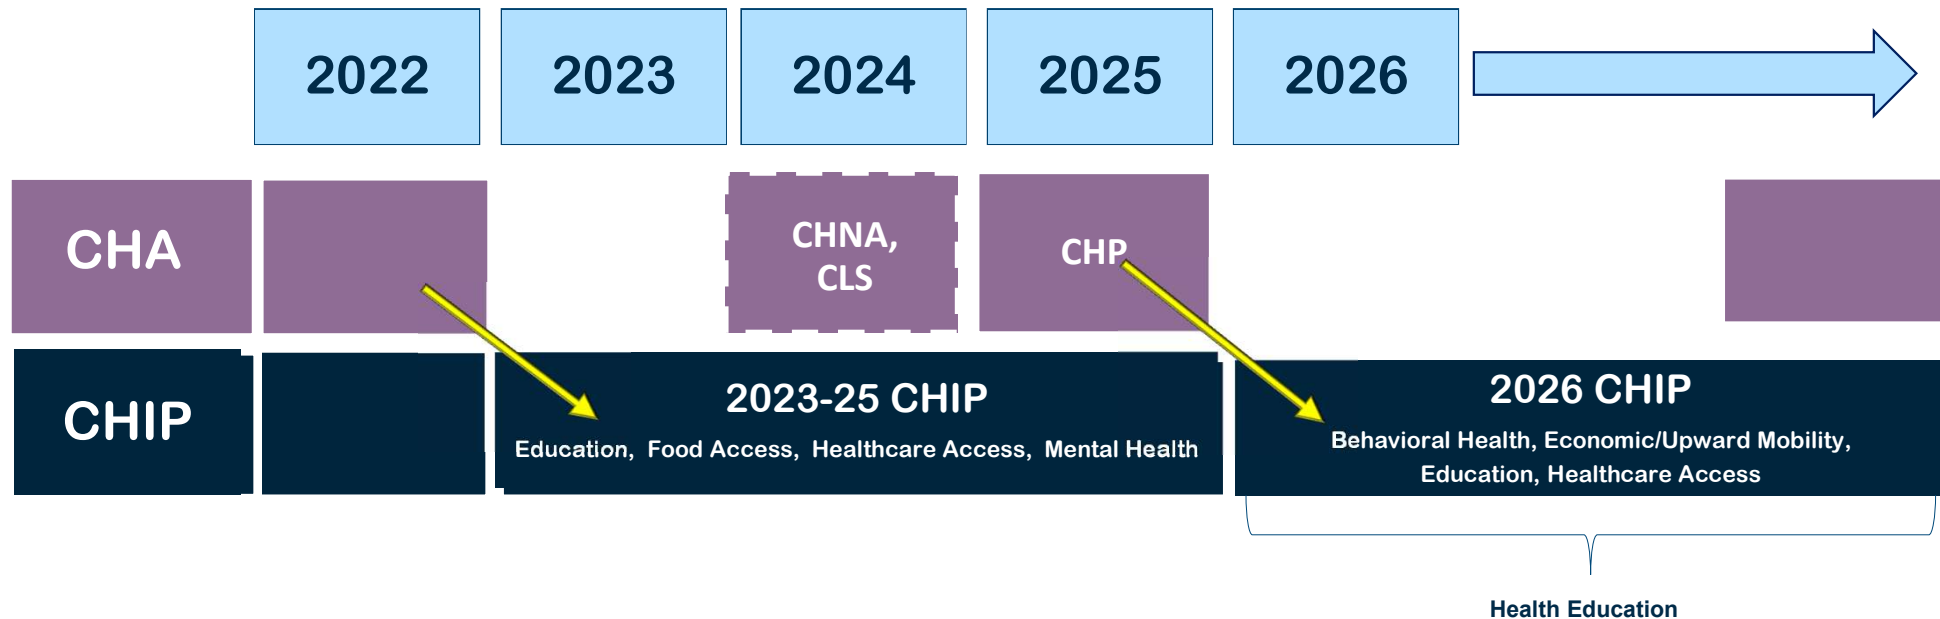 2022
2023
2024
2025
2026
CHA
CHNA,
CLS
CHP
CHIP
2023-25 CHIP
Education, Food Access, Healthcare Access, Mental Health
2026 CHIP
Behavioral Health, Economic/Upward Mobility,
Education, Healthcare Access
Health Education